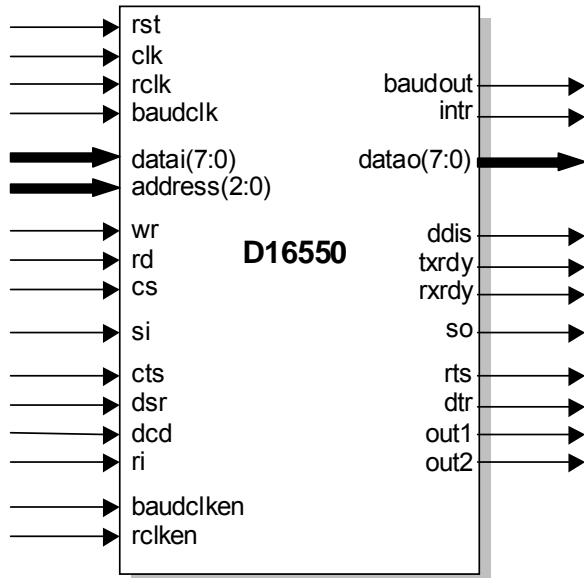 rst
clk
rclk
baudclk
baudout
intr
datai(7:0)
datao(7:0)
address(2:0)
wr
rd
cs
D16550
ddis
txrdy
rxrdy
si
so
cts
dsr
dcd
ri
rts
dtr
out1
out2
baudclken
rclken